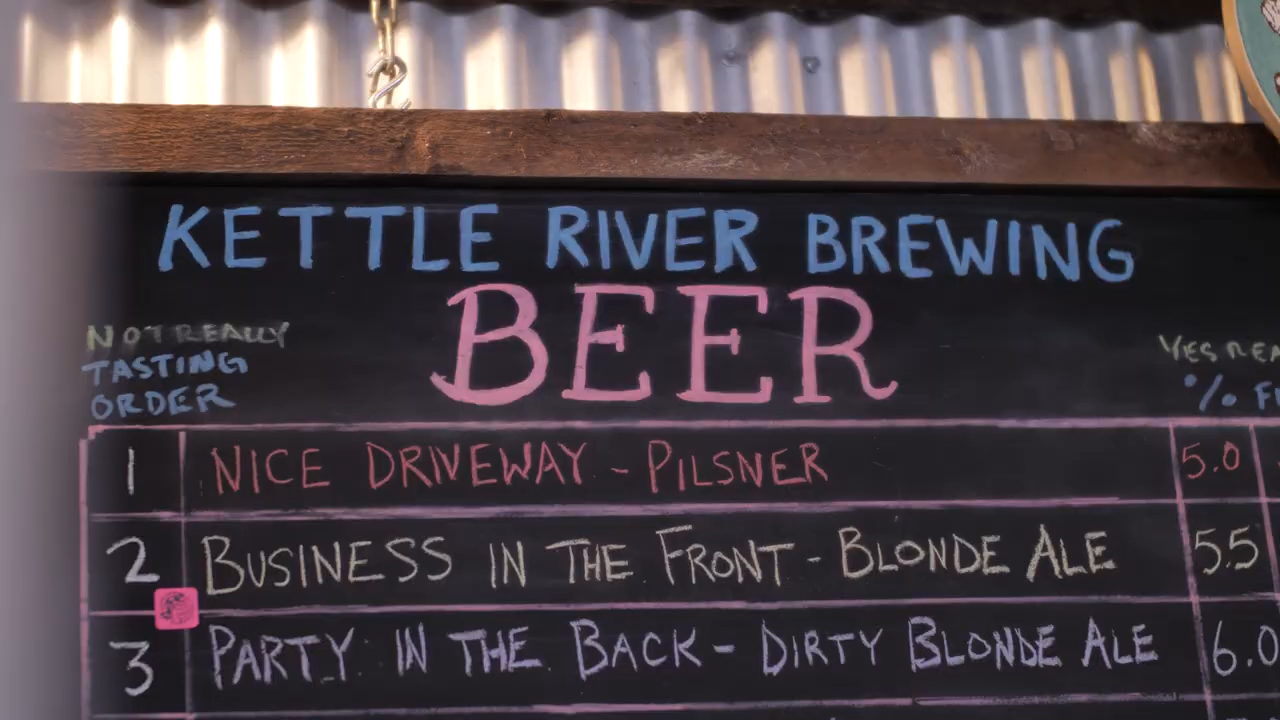 KETTLE RIVER BREWING
BEER
NOT REALLY
TASTING
ORDER
YES
%
1 NICE DRIVEWAY - PILSNER 5.0
2 BUSINESS IN THE FRONT - BLONDE ALE 5.5
3 PARTY IN THE BACK - DIRTY BLONDE ALE 6.0